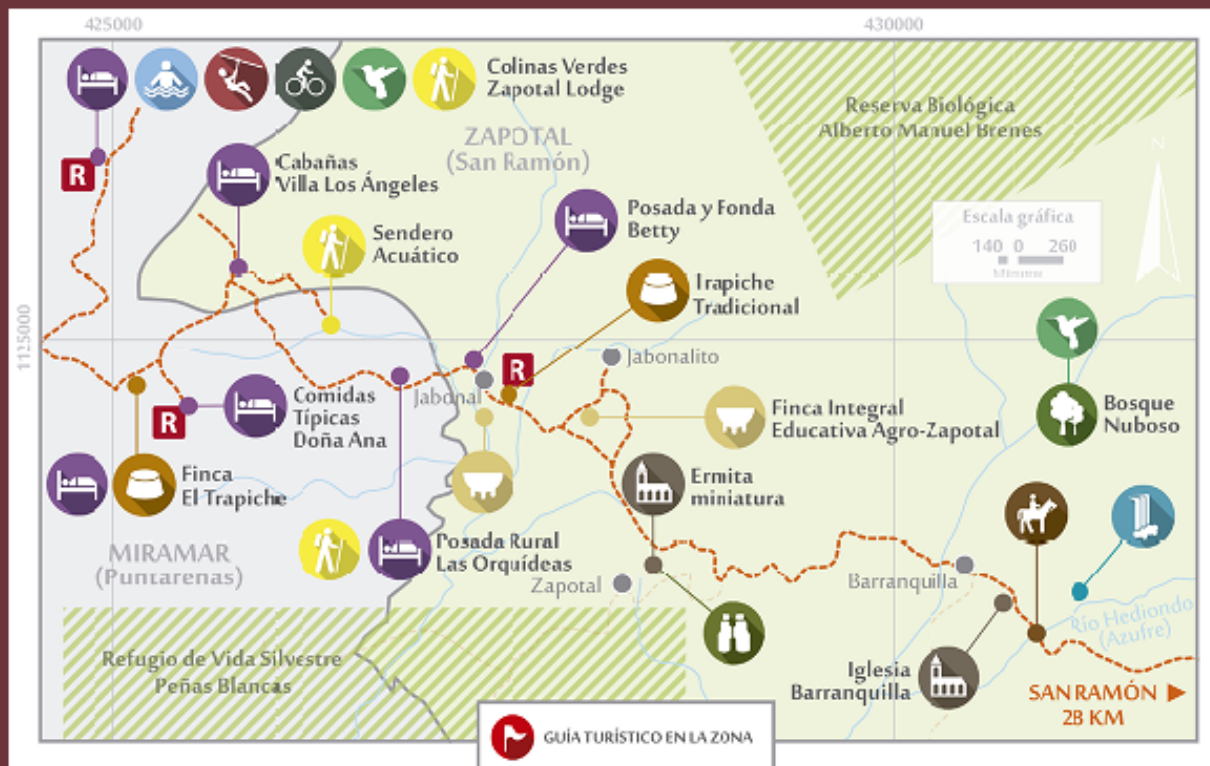 425000
430000
1125000
Colinas Verdes
Zapotal Lodge
ZAPOTAL
(San Ramón)
Reserva Biológica
Alberto Manuel Brenes
N
R
Cabañas
Villa Los Ángeles
Posada y Fonda
Betty
Escala gráfica
140 0 260
Metros
Sendero
Acuático
Trapiche
Tradicional
R
Jabonalito
Jabonal
Comidas
Típicas
Doña Ana
R
Finca Integral
Educativa Agro-Zapotal
Bosque
Nuboso
Finca
El Trapiche
Ermita
miniatura
MIRAMAR
(Puntarenas)
Posada Rural
Las Orquídeas
Zapotal
Barranquilla
Río Hediondo
(Azufre)
Refugio de Vida Silvestre
Peñas Blancas
Iglesia
Barranquilla
SAN RAMÓN
28 KM
GUÍA TURÍSTICO EN LA ZONA